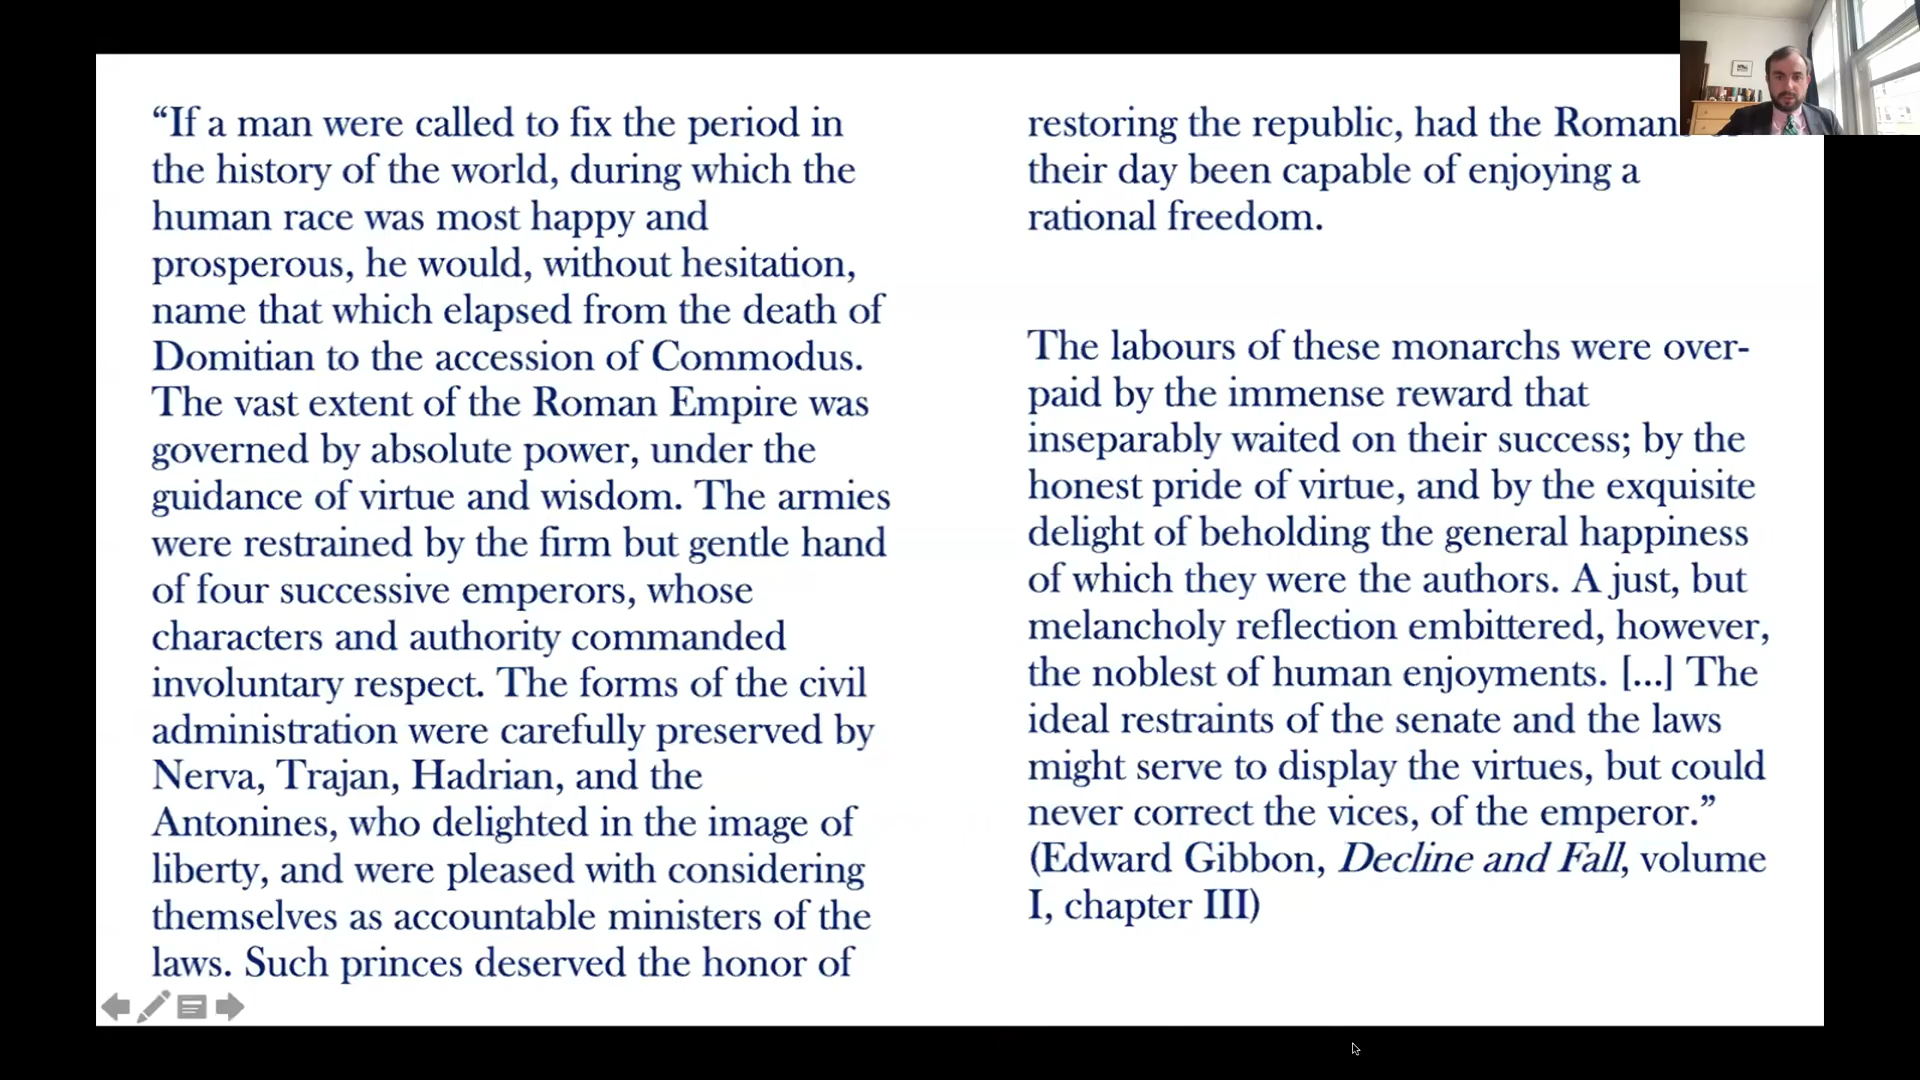 “If a man were called to fix the period in
the history of the world, during which the
human race was most happy and
prosperous, he would, without hesitation,
name that which elapsed from the death of
Domitian to the accession of Commodus.
The vast extent of the Roman Empire was
governed by absolute power, under the
guidance of virtue and wisdom. The armies
were restrained by the firm but gentle hand
of four successive emperors, whose
characters and authority commanded
involuntary respect. The forms of the civil
administration were carefully preserved by
Nerva, Trajan, Hadrian, and the
Antonines, who delighted in the image of
liberty, and were pleased with considering
themselves as accountable ministers of the
laws. Such princes deserved the honor of
restoring the republic, had the
their day been capable of enjoying a
rational freedom.
The labours of these monarchs were over-
paid by the immense reward that
inseparably waited on their success; by the
honest pride of virtue, and by the exquisite
delight of beholding the general happiness
of which they were the authors. A just, but
melancholy reflection embittered, however,
the noblest of human enjoyments. [...] The
ideal restraints of the senate and the laws
might serve to display the virtues, but could
never correct the vices, of the emperor.”
(Edward Gibbon, Decline and Fall, volume
I, chapter III)